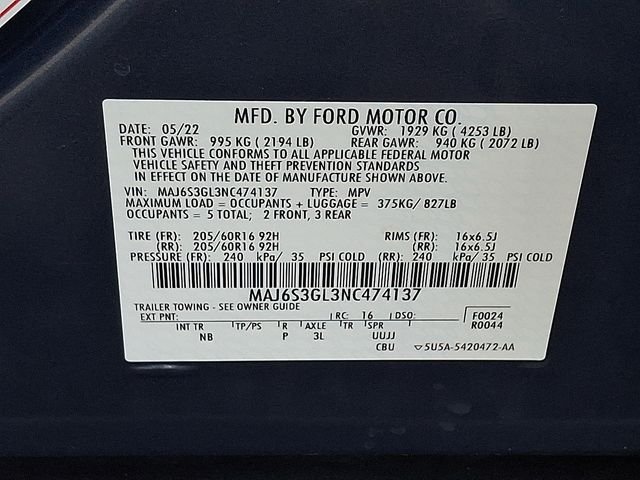 MFD. BY FORD MOTOR CO.
DATE: 05/22 GVWR: 1929 KG ( 4253 LB)
FRONT GAWR: 995 KG ( 2194 LB) REAR GAWR: 940 KG ( 2072 LB)
THIS VEHICLE CONFORMS TO ALL APPLICABLE FEDERAL MOTOR
VEHICLE SAFETY AND THEFT PREVENTION STANDARDS
IN EFFECT ON THE DATE OF MANUFACTURE SHOWN ABOVE.
VIN: MAJ6S3GL3NC474137 TYPE: MPV
MAXIMUM LOAD = OCCUPANTS + LUGGAGE = 375KG/ 827LB
OCCUPANTS = 5 TOTAL; 2 FRONT, 3 REAR
TIRE (FR): 205/60R16 92H RIMS (FR): 16x6.5J
(RR): 205/60R16 92H (RR): 16x6.5J
PRESSURE (FR): 240 kPa/ 35 PSI COLD (RR): 240 kPa/ 35 PSI COLD
MAJ6S3GL3NC474137
TRAILER TOWING - SEE OWNER GUIDE
EXT PNT: RC: 16 DSO: F0024
R0044
INT TR TP/PS R AXLE TR SPR
NB P 3L UUJJ
CBU 5U5A-5420472-AA